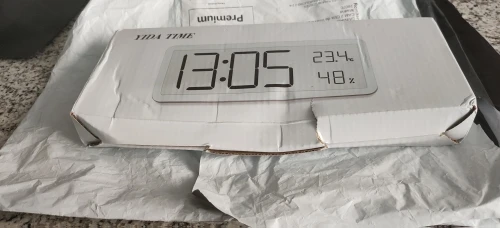 Premium
YIDA TIME
13:05
23.4℃
48%